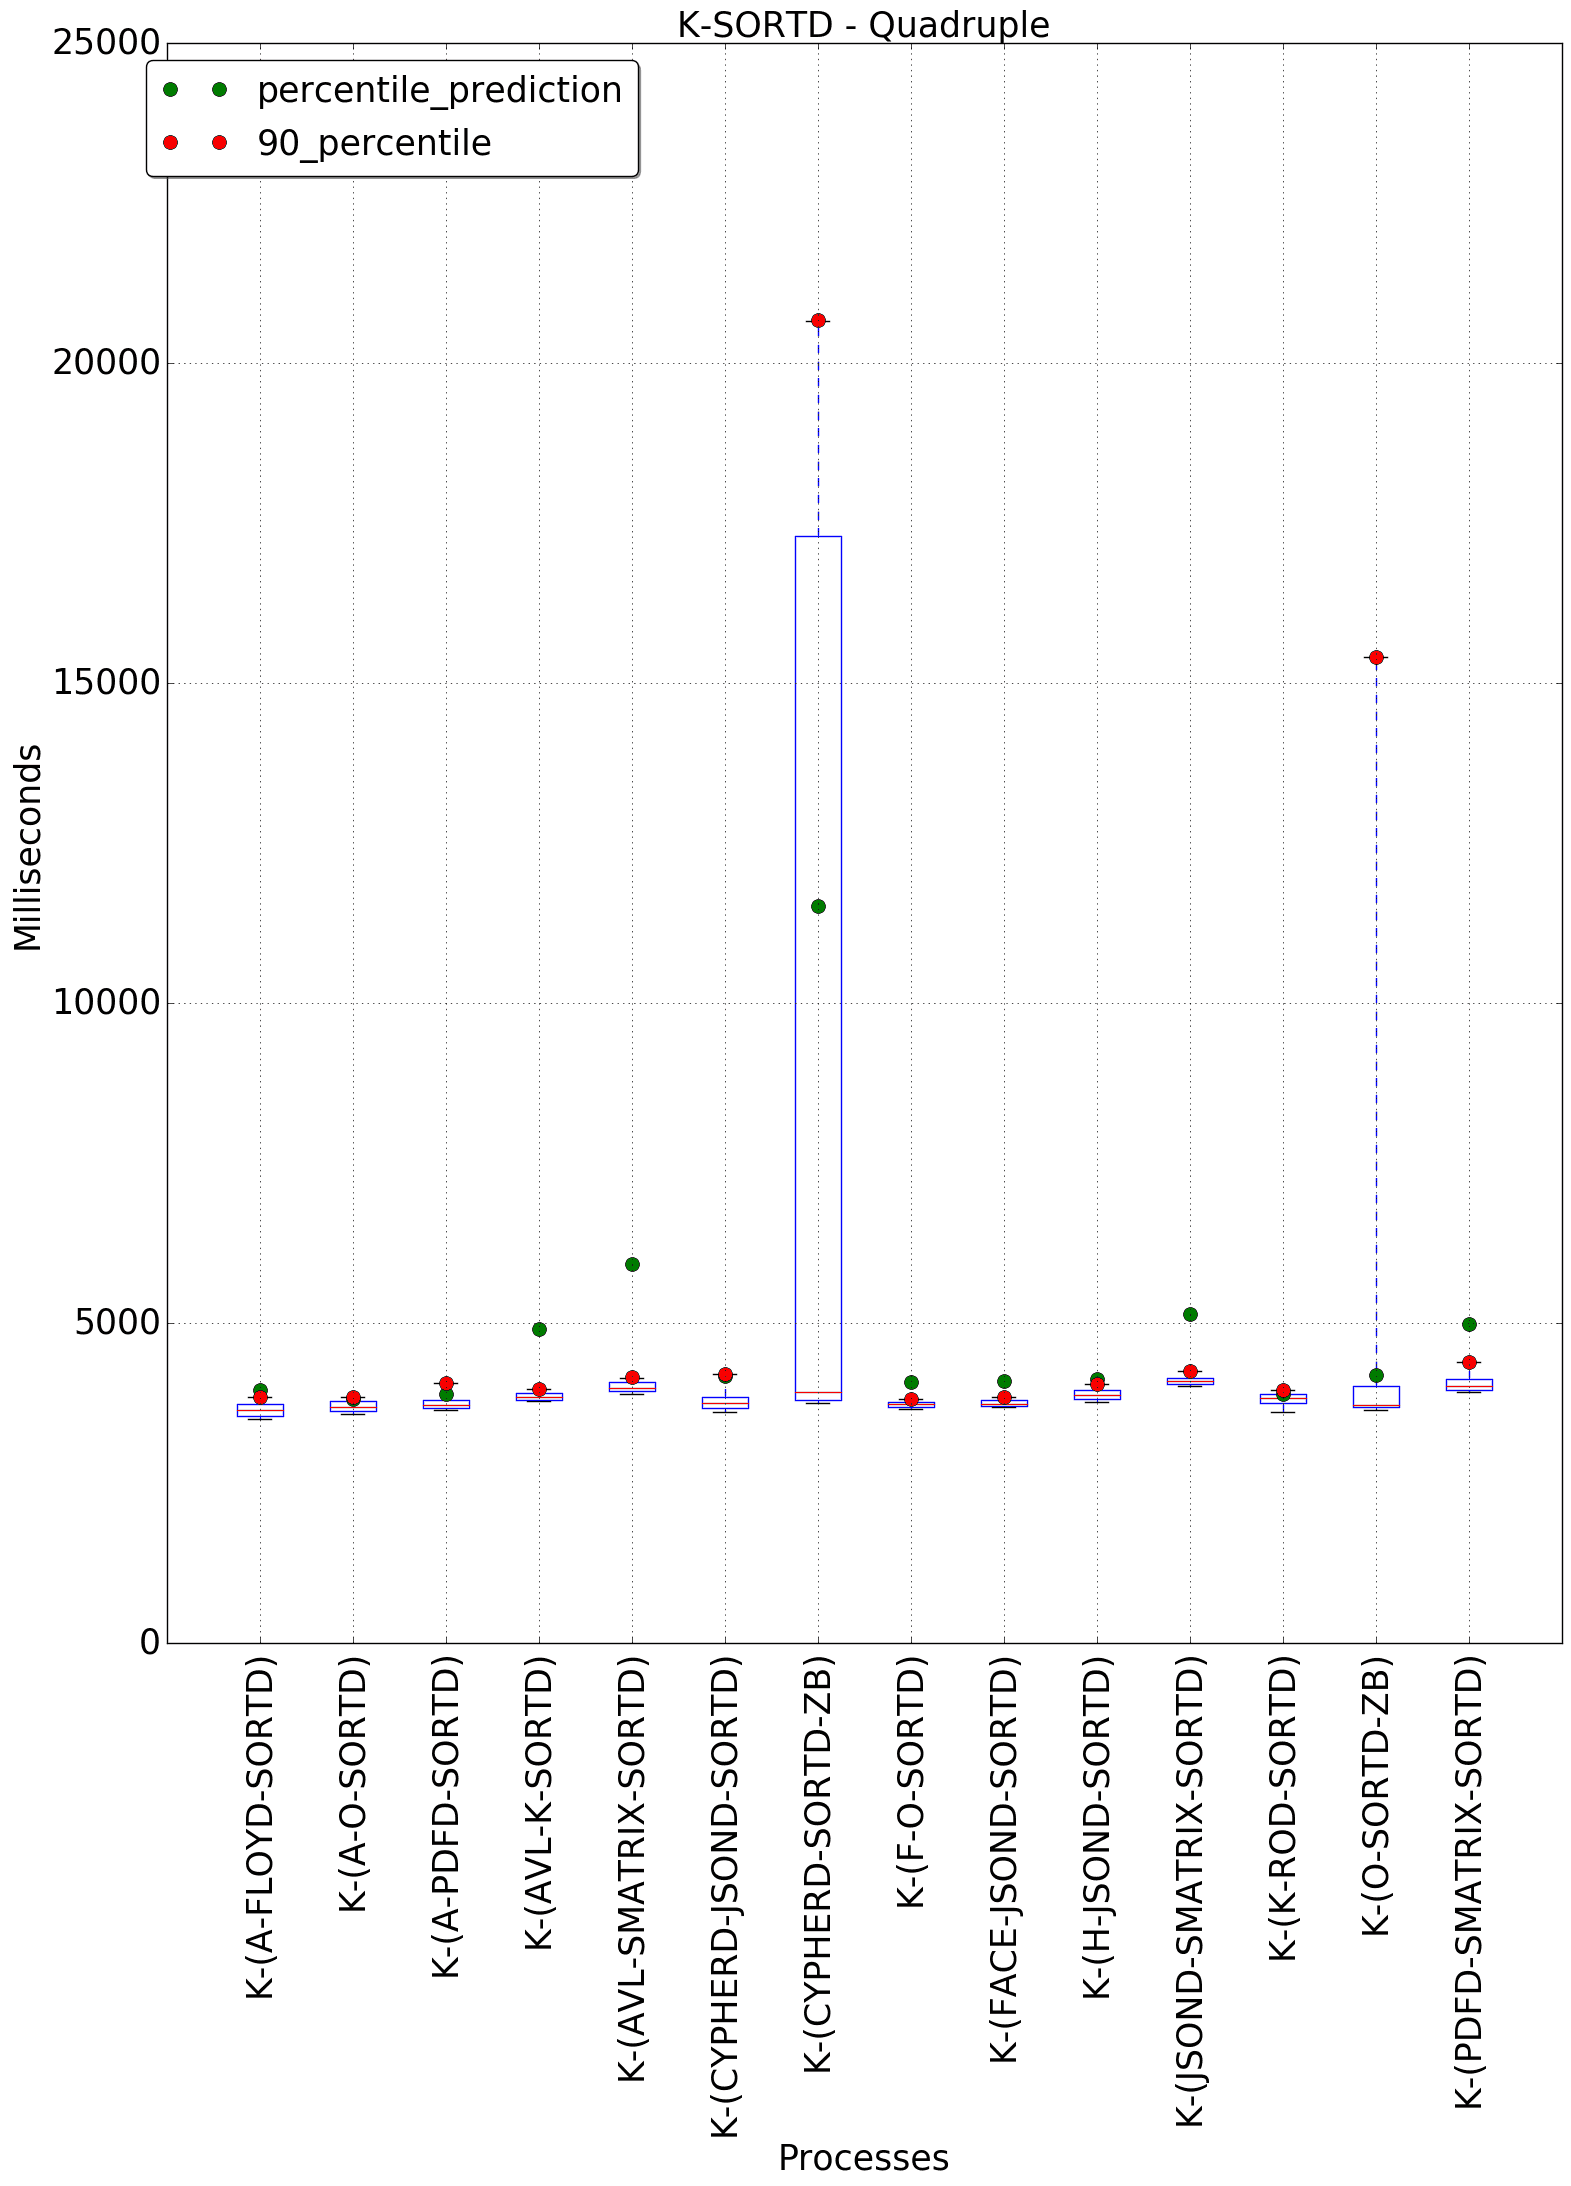 K-SORTD - Quadruple
percentile_prediction
90_percentile
25000
20000
15000
10000
5000
0
Milliseconds
K-(A-FLOYD-SORTD)
K-(A-O-SORTD)
K-(A-PDFD-SORTD)
K-(AVL-K-SORTD)
K-(AVL-SMATRIX-SORTD)
K-(CYPHERD-JSOND-SORTD)
K-(CYPHERD-SORTD-ZB)
K-(F-O-SORTD)
K-(FACE-JSOND-SORTD)
K-(H-JSOND-SORTD)
K-(JSOND-SMATRIX-SORTD)
K-(K-ROD-SORTD)
K-(O-SORTD-ZB)
K-(PDFD-SMATRIX-SORTD)
Processes